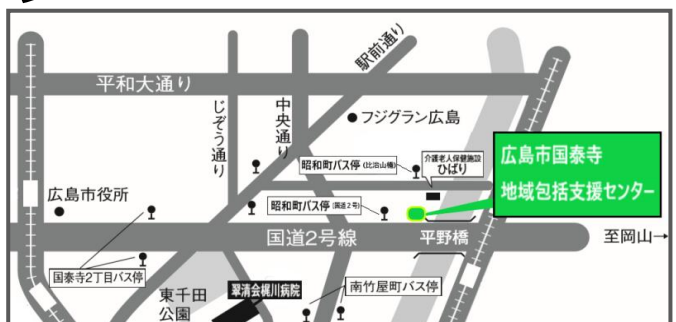 駅前通り
平和大通り
じぞう通り
中央通り
フジグラン広島
昭和町バス停(比治山橋)
介護老人保健施設
ひばり
広島市国泰寺
地域包括支援センター
広島市役所
昭和町バス停(国道2号)
国道2号線
平野橋
至岡山→
国泰寺2丁目バス停
東千田
公園
翠清会梶川病院
南竹屋町バス停